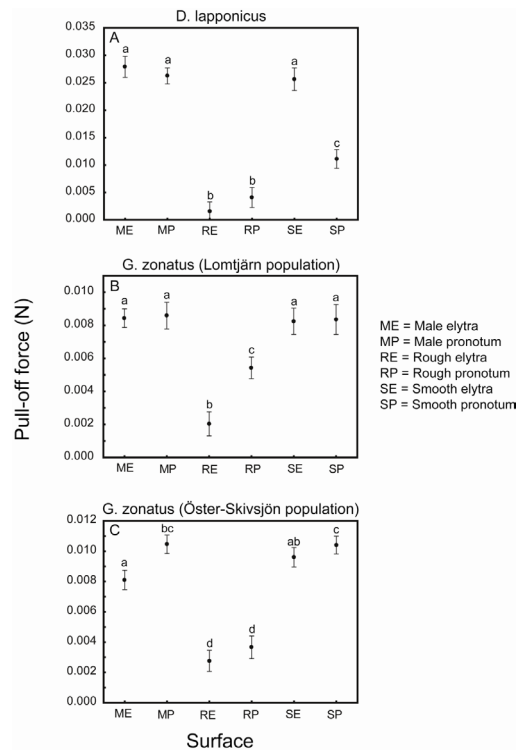 D. lapponicus
A
0.035
0.030
0.025
0.020
0.015
0.010
0.005
0.000
a a b b a c
ME MP RE RP SE SP
G. zonatus (Lomtjärn population)
B
0.010
0.008
0.006
0.004
0.002
0.000
a a b c a a
ME MP RE RP SE SP
G. zonatus (Öster-Skivsjön population)
C
0.012
0.010
0.008
0.006
0.004
0.002
0.000
a bc d d ab c
ME MP RE RP SE SP
Pull-off force (N)
Surface
ME = Male elytra
MP = Male pronotum
RE = Rough elytra
RP = Rough pronotum
SE = Smooth elytra
SP = Smooth pronotum